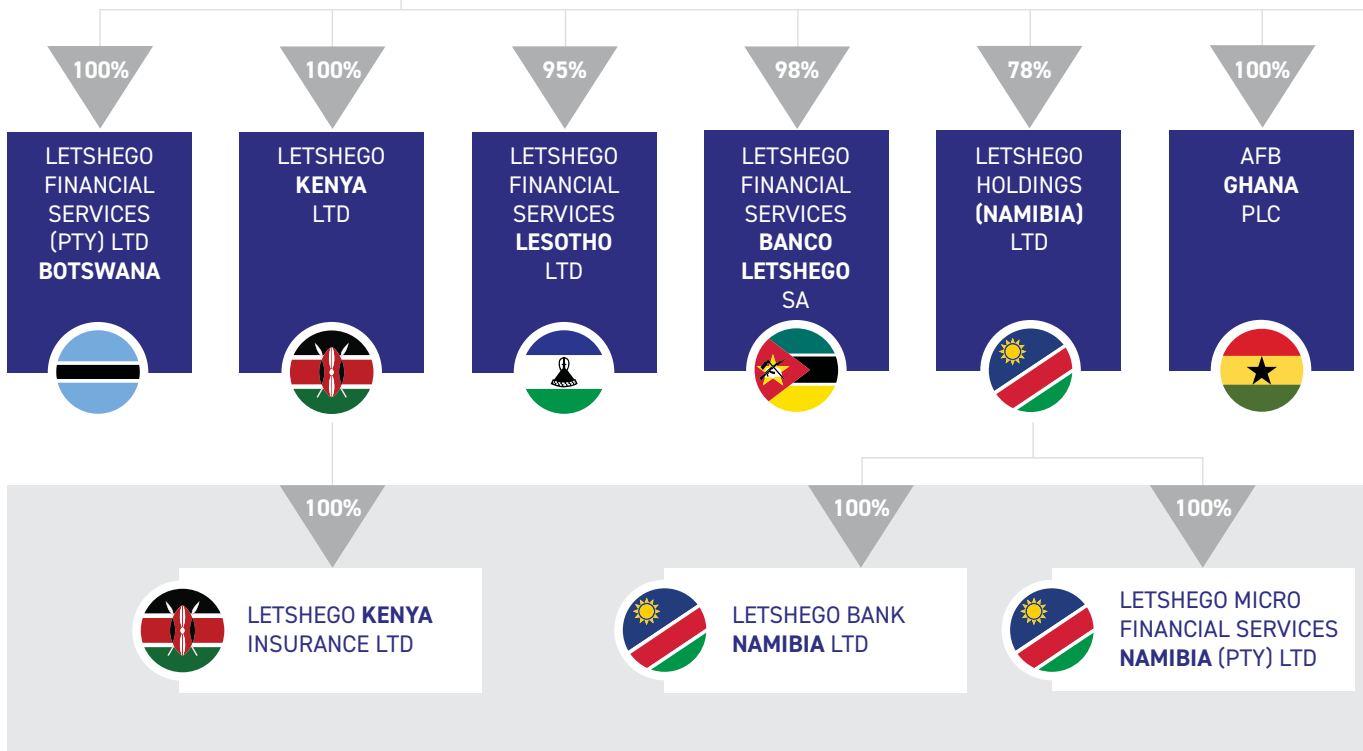 100%
100%
95%
98%
78%
100%
LETSHEGO
FINANCIAL
SERVICES
(PTY) LTD
BOTSWANA
LETSHEGO
KENYA
LTD
LETSHEGO
FINANCIAL
SERVICES
LESOTHO
LTD
LETSHEGO
FINANCIAL
SERVICES
BANCO
LETSHEGO
SA
LETSHEGO
HOLDINGS
(NAMIBIA)
LTD
AFB
GHANA
PLC
100%
100%
100%
LETSHEGO KENYA
INSURANCE LTD
LETSHEGO BANK
NAMIBIA LTD
LETSHEGO MICRO
FINANCIAL SERVICES
NAMIBIA (PTY) LTD